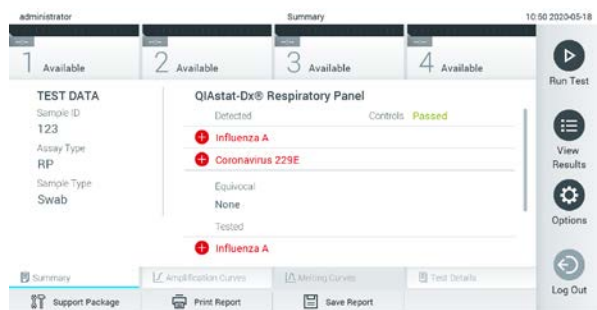 administrator Summary 10:50 2020-05-18
1 Available 2 Available 3 Available 4 Available
Run Test
View Results
Options
Log Out
TEST DATA
Sample ID
123
Assay Type
RP
Sample Type
Swab
QIAstat-Dx® Respiratory Panel
Detected Controls Passed
Influenza A
Coronavirus 229E
Equivocal
None
Tested
Influenza A
Summary Amplification Curves Melting Curves Test Details
Support Package Print Report Save Report